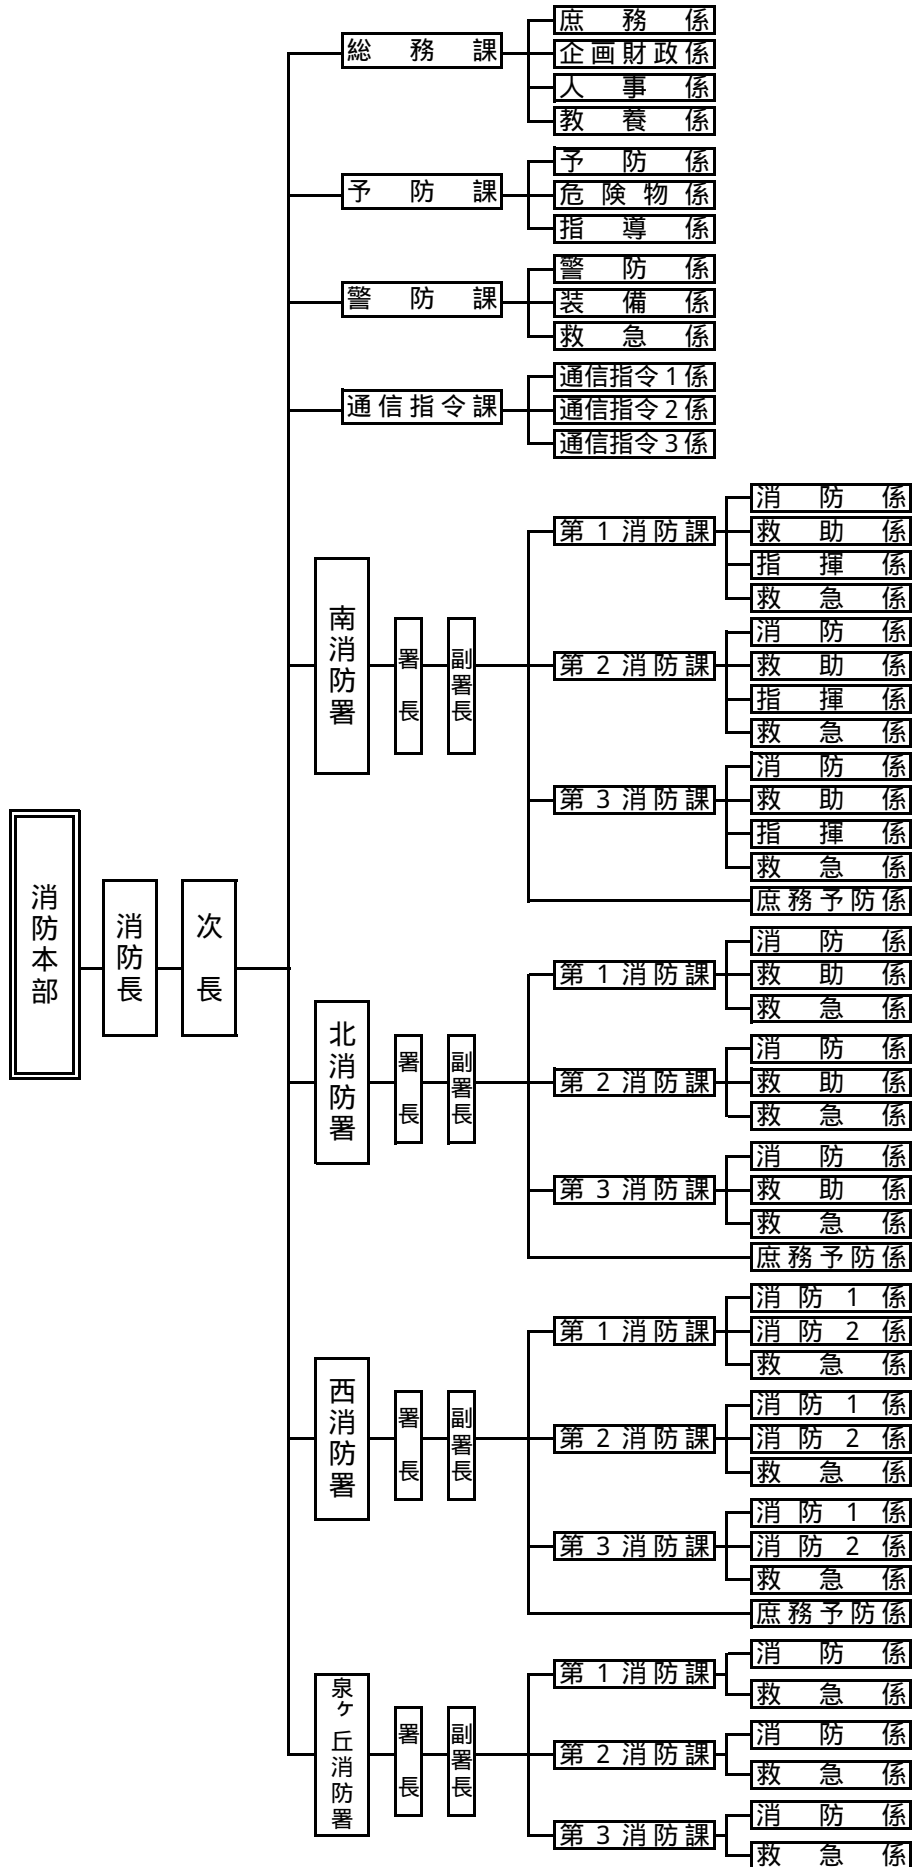 消防本部
消防長
次長
総務課
庶務係
企画財政係
人事係
教養係
予防課
予防係
危険物係
指導係
警防課
警防係
装備係
救急係
通信指令課
通信指令1係
通信指令2係
通信指令3係
南消防署
署長
副署長
第1消防課
消防係
救助係
指揮係
救急係
第2消防課
消防係
救助係
指揮係
救急係
第3消防課
消防係
救助係
指揮係
救急係
庶務予防係
北消防署
署長
副署長
第1消防課
消防係
救助係
救急係
第2消防課
消防係
救助係
救急係
第3消防課
消防係
救助係
救急係
庶務予防係
西消防署
署長
副署長
第1消防課
消防1係
消防2係
救急係
第2消防課
消防1係
消防2係
救急係
第3消防課
消防1係
消防2係
救急係
庶務予防係
泉ヶ丘消防署
署長
副署長
第1消防課
消防係
救急係
第2消防課
消防係
救急係
第3消防課
消防係
救急係